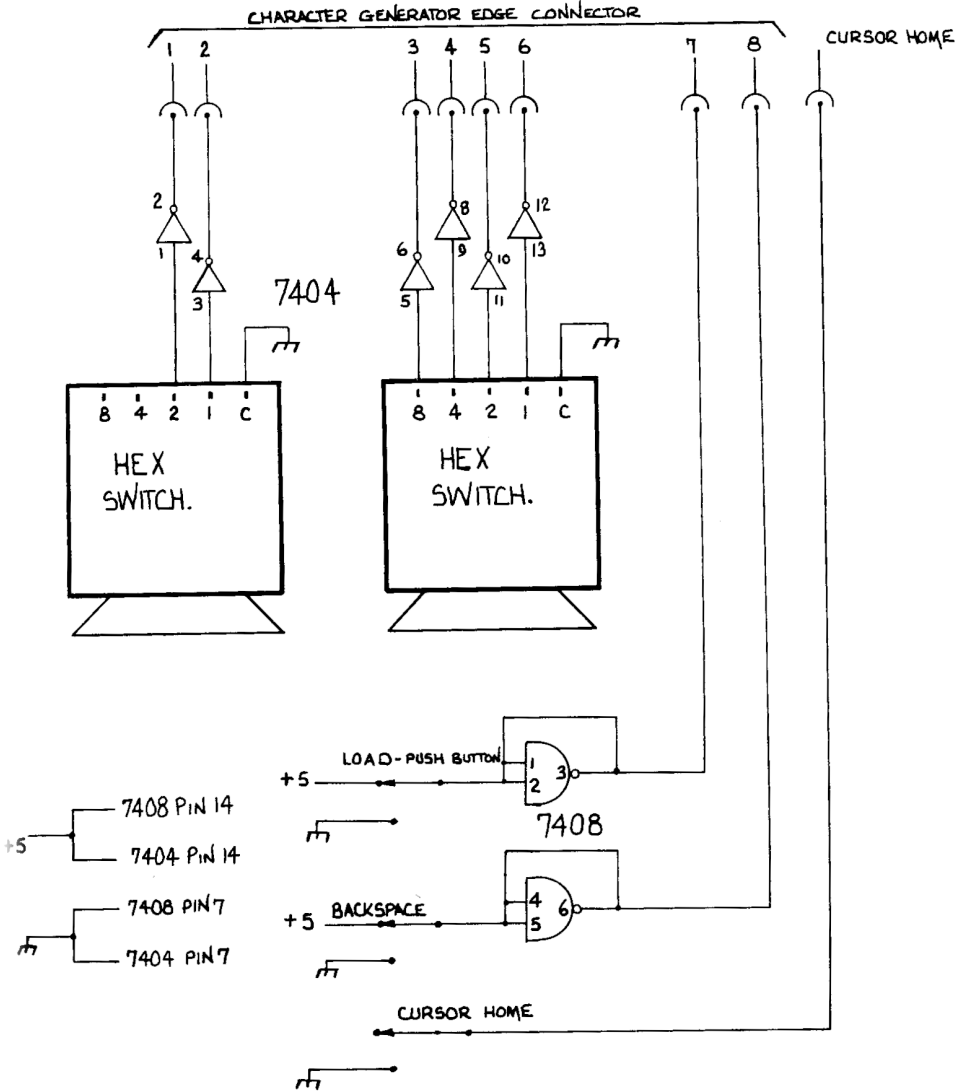 CHARACTER GENERATOR EDGE CONNECTOR
1 2 3 4 5 6 7 8 CURSOR HOME
2 8 12
1 4 6 9 10 13
3 7404 5 11
8 4 2 1 C 8 4 2 1 C
HEX
SWITCH.
HEX
SWITCH.
LOAD-PUSH BUTTON
+5
1
2
3
7408
7408 PIN 14
+5
7404 PIN 14
7408 PIN 7
7404 PIN 7
+5 BACKSPACE
4
5
6
CURSOR HOME